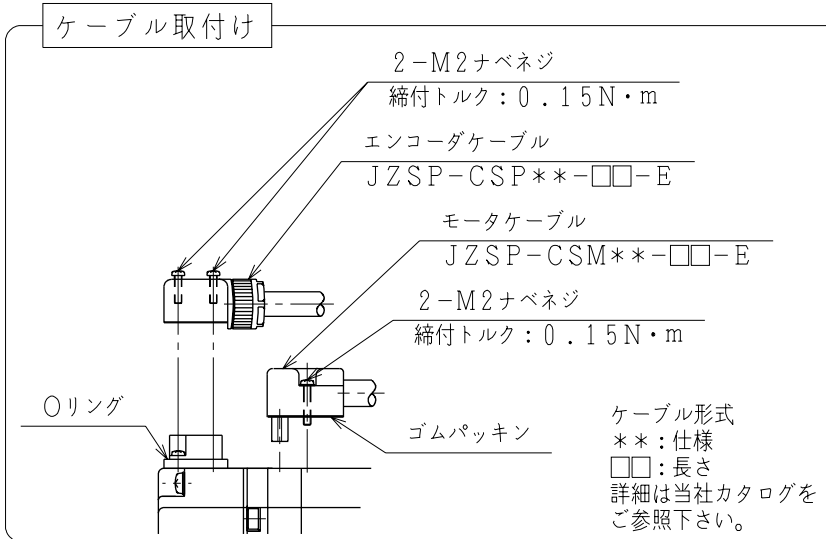 ケーブル取付け
2-M2ナベネジ
締付トルク:0.15N・m
エンコーダケーブル
JZSP-CSP**-□□-E
モータケーブル
JZSP-CSM**-□□-E
2-M2ナベネジ
締付トルク:0.15N・m
Oリング
ゴムパッキン
ケーブル形式
**:仕様
□□:長さ
詳細は当社カタログを
ご参照下さい。